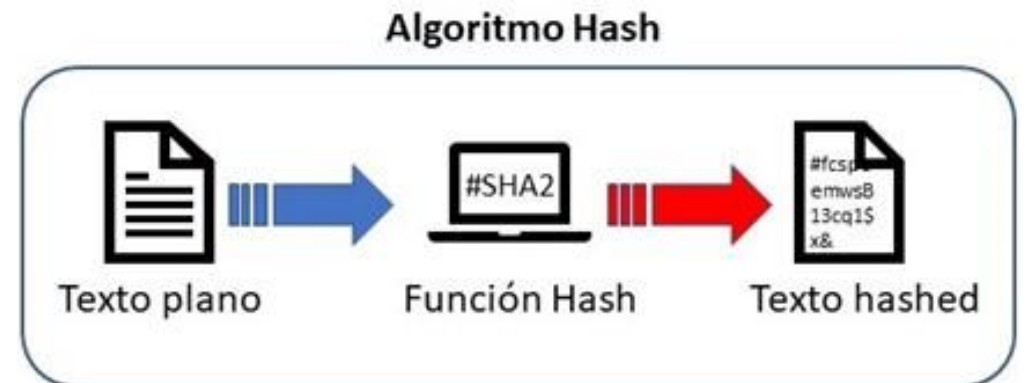 Algoritmo Hash
#SHA2
emwsB
13cq1$
x&
Texto plano
Función Hash
Texto hashed